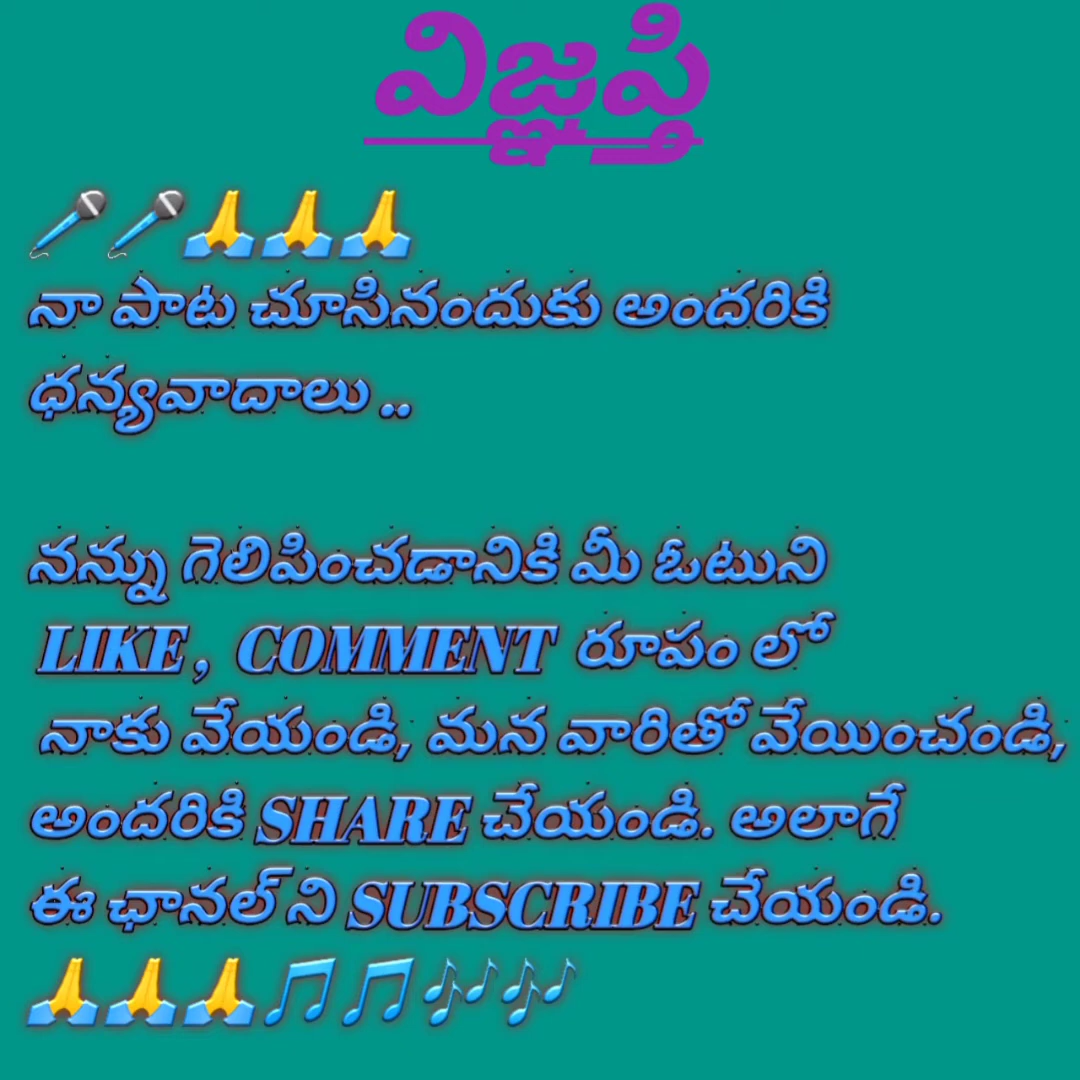 విజ్ఞప్తి
🎤🎤🙏🙏🙏
నా పాట చూసినందుకు అందరికి
ధన్యవాదాలు ..
నన్ను గెలిపించడానికి మీ ఓటుని
LIKE , COMMENT రూపం లో
నాకు వేయండి, మన వారితో వేయించండి,
అందరికి SHARE చేయండి. అలాగే
ఈ ఛానల్ ని SUBSCRIBE చేయండి.
🙏🙏🙏🎵🎵🎶🎶